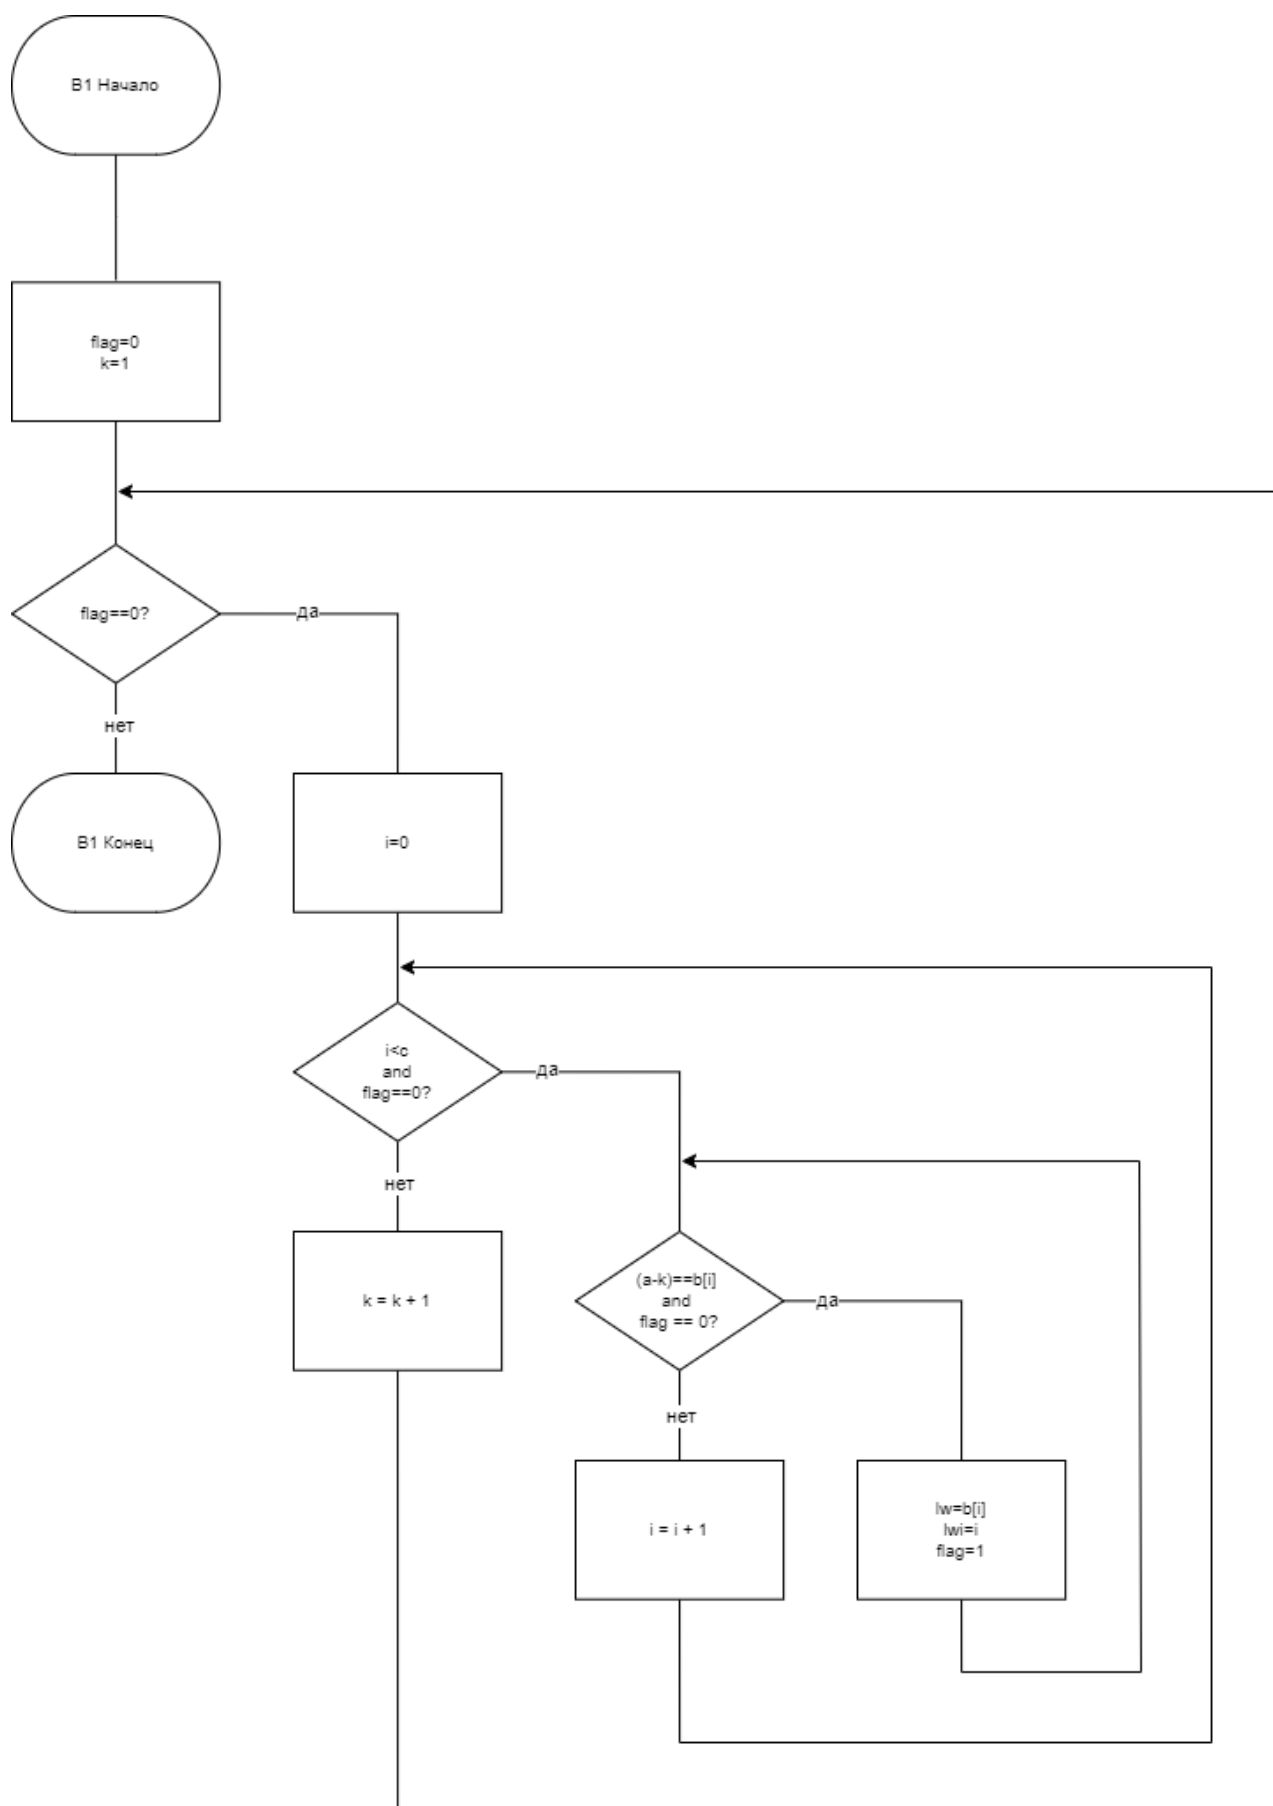 B1 Начало
flag=0
k=1
flag==0?
да
нет
B1 Конец
i=0
i<c
and
flag==0?
да
нет
k = k + 1
(a-k)==b[i]
and
flag == 0?
да
нет
i = i + 1
lw=b[i]
lwi=i
flag=1